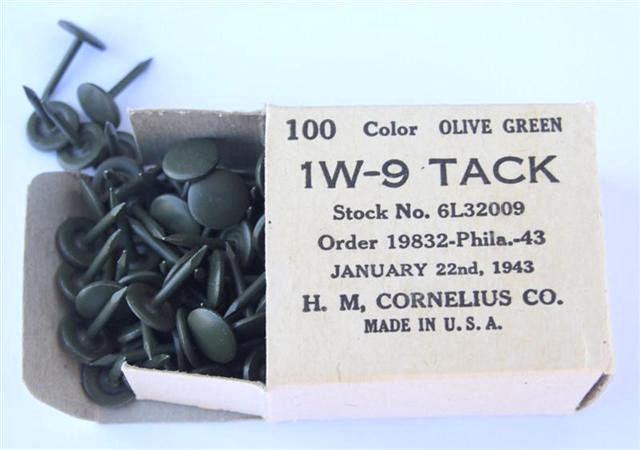 100 Color OLIVE GREEN
1W-9 TACK
Stock No. 6L32009
Order 19832-Phila.-43
JANUARY 22nd, 1943
H. M, CORNELIUS CO.
MADE IN U.S.A.